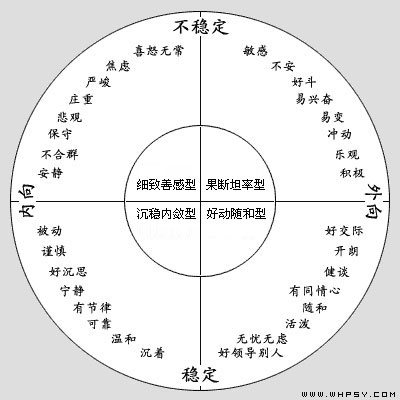 不稳定
喜怒无常
敏感
焦虑
不安
严峻
好斗
庄重
易兴奋
悲观
易变
保守
冲动
不合群
乐观
安静
积极
细致善感型
果断坦率型
内向
外向
沉稳内敛型
好动随和型
被动
好交际
谨慎
开朗
好沉思
健谈
宁静
有同情心
有节律
随和
可靠
活泼
温和
无忧无虑
沉着
好领导别人
稳定
www.whpsy.com